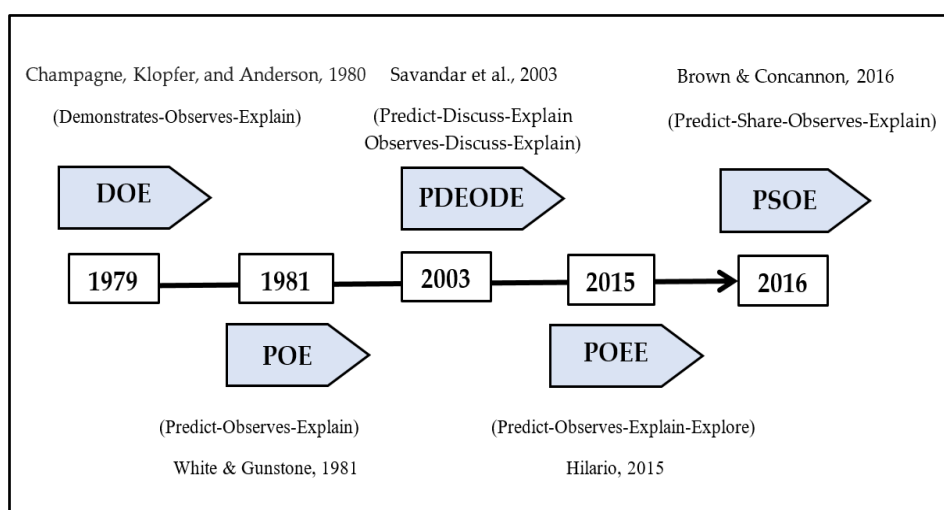 Champagne, Klopfer, and Anderson, 1980
(Demonstrates-Observes-Explain)
Savandar et al., 2003
(Predict-Discuss-Explain
Observes-Discuss-Explain)
Brown & Concannon, 2016
(Predict-Share-Observes-Explain)
DOE
PDEODE
PSOE
1979
1981
2003
2015
2016
POE
POEE
(Predict-Observes-Explain)
White & Gunstone, 1981
(Predict-Observes-Explain-Explore)
Hilario, 2015